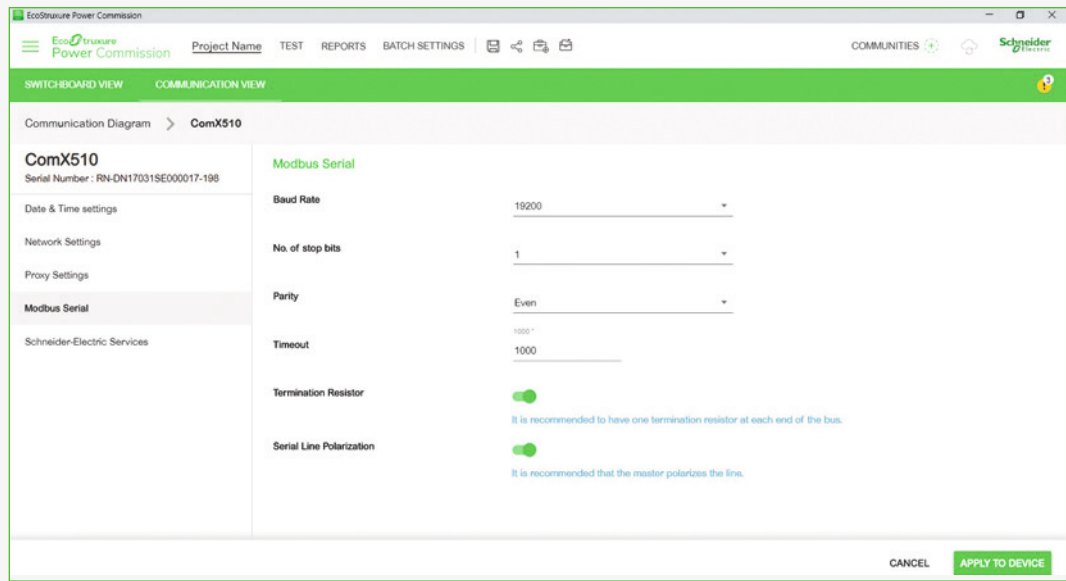 EcoStruxure Power Commission
EcoStruxure
Power Commission
Project Name TEST REPORTS BATCH SETTINGS COMMUNITIES
Schneider
Electric
SWITCHBOARD VIEW COMMUNICATION VIEW
3
Communication Diagram > ComX510
ComX510
Serial Number : RN-DN17031SE000017-198
Date & Time settings
Network Settings
Proxy Settings
Modbus Serial
Schneider-Electric Services
Modbus Serial
Baud Rate 19200
No. of stop bits 1
Parity Even
1000 *
Timeout 1000
Termination Resistor
It is recommended to have one termination resistor at each end of the bus.
Serial Line Polarization
It is recommended that the master polarizes the line.
CANCEL APPLY TO DEVICE